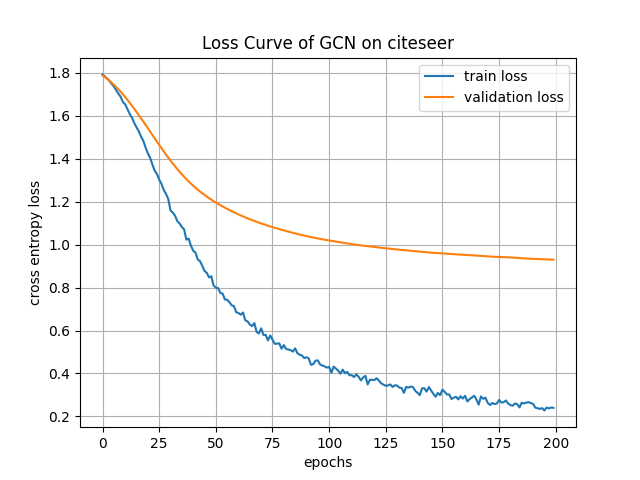 Loss Curve of GCN on citeseer
train loss
validation loss
cross entropy loss
1.8
1.6
1.4
1.2
1.0
0.8
0.6
0.4
0.2
0 25 50 75 100 125 150 175 200
epochs